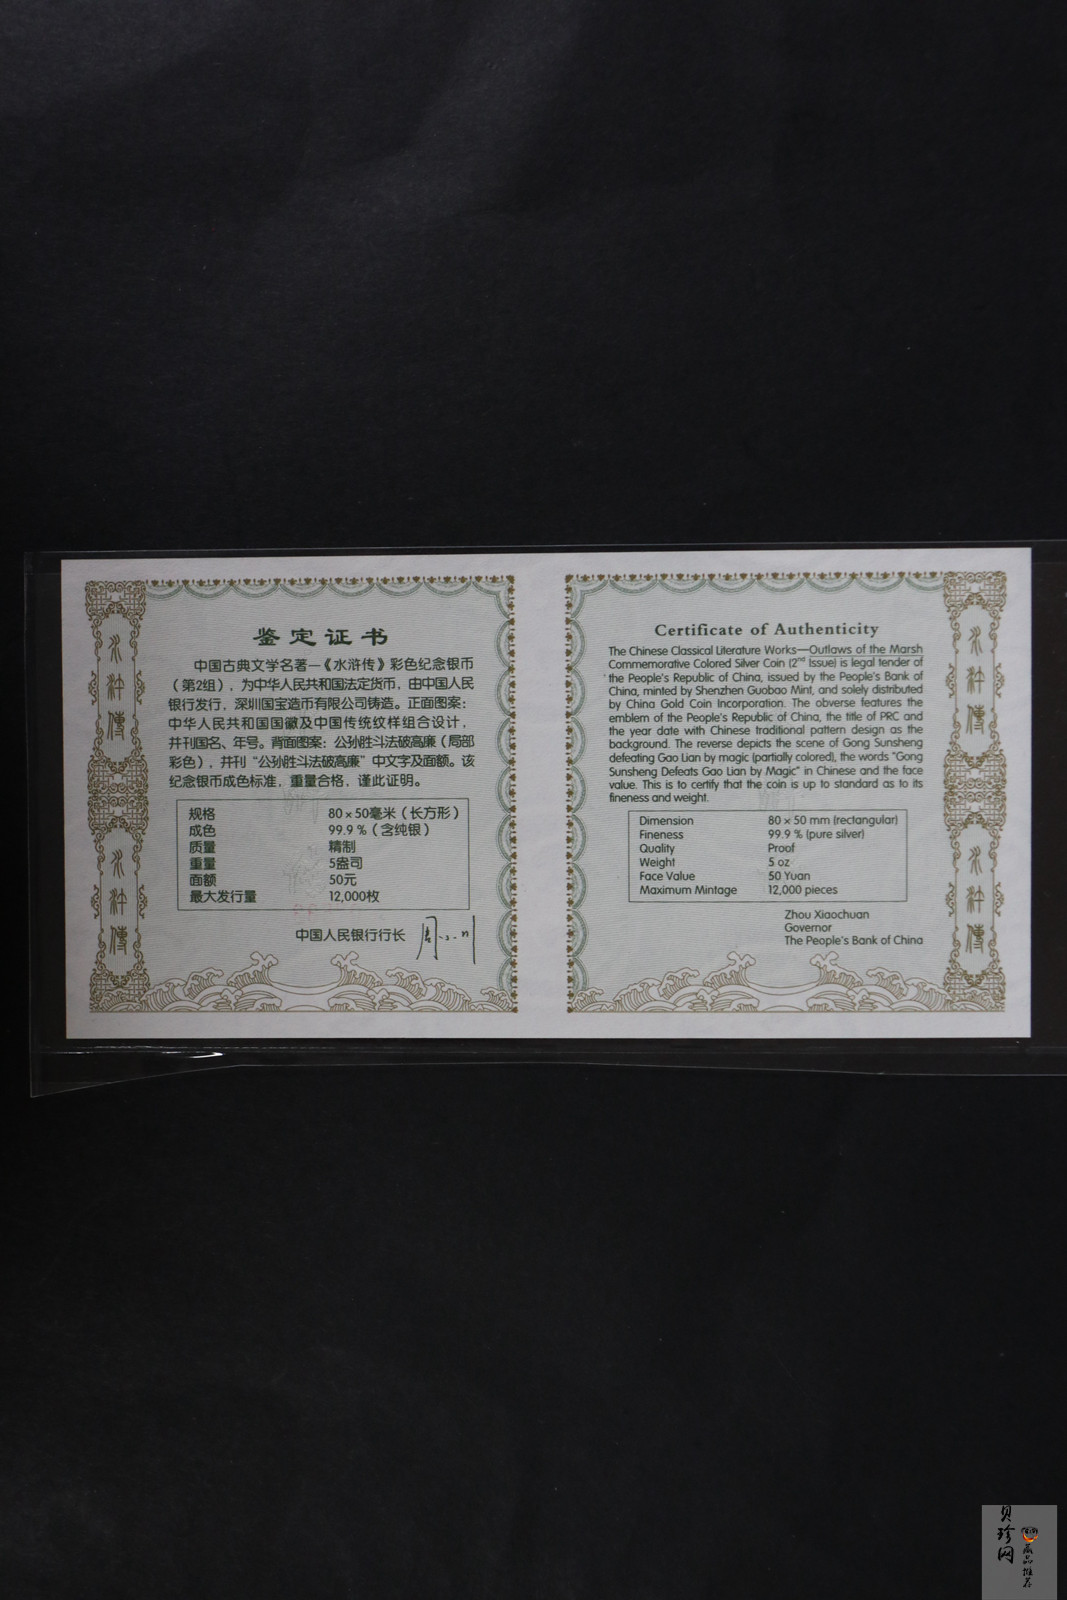 鉴定证书
中国古典文学名著—《水浒传》彩色纪念银币
（第2组），为中华人民共和国法定货币，由中国人民
银行发行，深圳国宝造币有限公司铸造。正面图案：
中华人民共和国国徽及中国传统纹样组合设计，
并刊国名、年号。背面图案：公孙胜斗法破高廉（局部
彩色），并刊“公孙胜斗法破高廉”中文字及面额。该
纪念银币成色标准，重量合格，谨此证明。
规格 80×50毫米（长方形）
成色 99.9％（含纯银）
质量 精制
重量 5盎司
面额 50元
最大发行量 12,000枚
中国人民银行行长
水浒傳
水浒傳
Certificate of Authenticity
The Chinese Classical Literature Works—Outlaws of the Marsh
Commemorative Colored Silver Coin (2nd Issue) is legal tender of
the People's Republic of China, issued by the People's Bank of
China, minted by Shenzhen Guobao Mint, and solely distributed
by China Gold Coin Incorporation. The obverse features the
emblem of the People's Republic of China, the title of PRC and
the year date with Chinese traditional pattern design as the
background. The reverse depicts the scene of Gong Sunsheng
defeating Gao Lian by magic (partially colored), the words "Gong
Sunsheng Defeats Gao Lian by Magic" in Chinese and the face
value. This is to certify that the coin is up to standard as to its
fineness and weight.
Dimension 80×50 mm (rectangular)
Fineness 99.9 % (pure silver)
Quality Proof
Weight 5 oz
Face Value 50 Yuan
Maximum Mintage 12,000 pieces
Zhou Xiaochuan
Governor
The People's Bank of China
水浒傳
水浒傳
贝珍网
藏品推荐